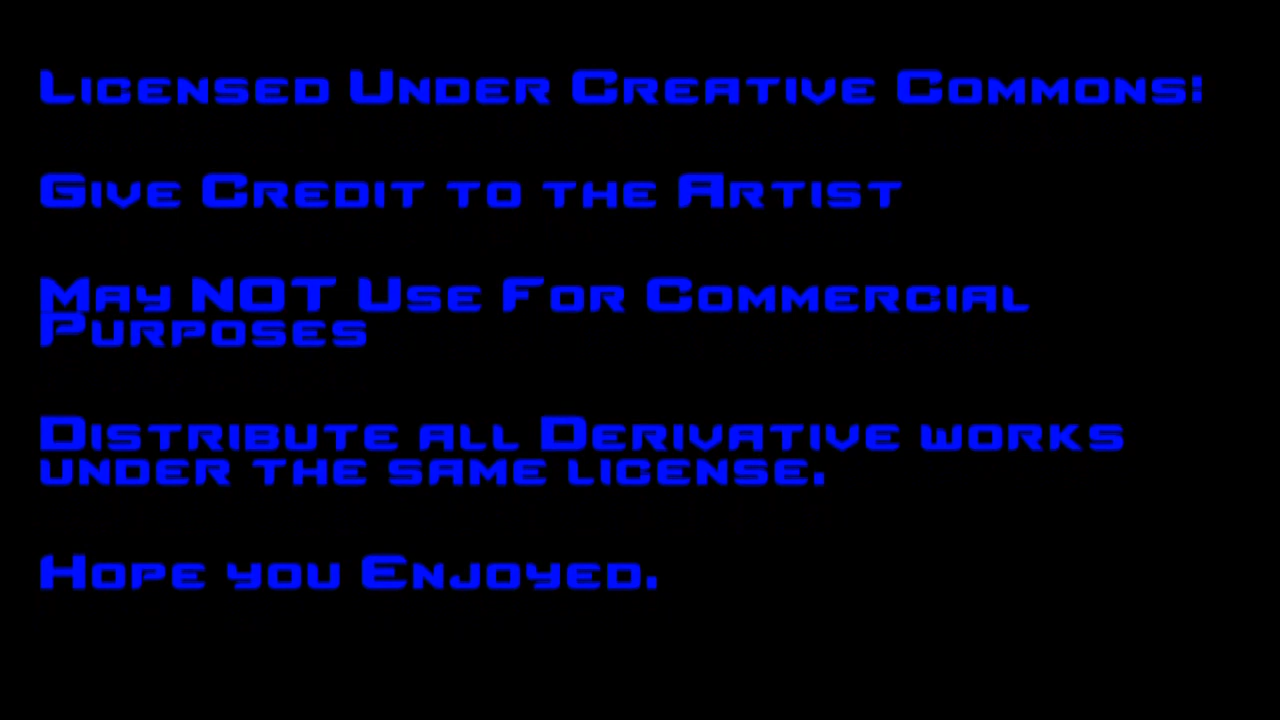 Licensed Under Creative Commons:
Give Credit to the Artist
May NOT Use For Commercial
Purposes
Distribute all Derivative works
under the same license.
Hope you Enjoyed.